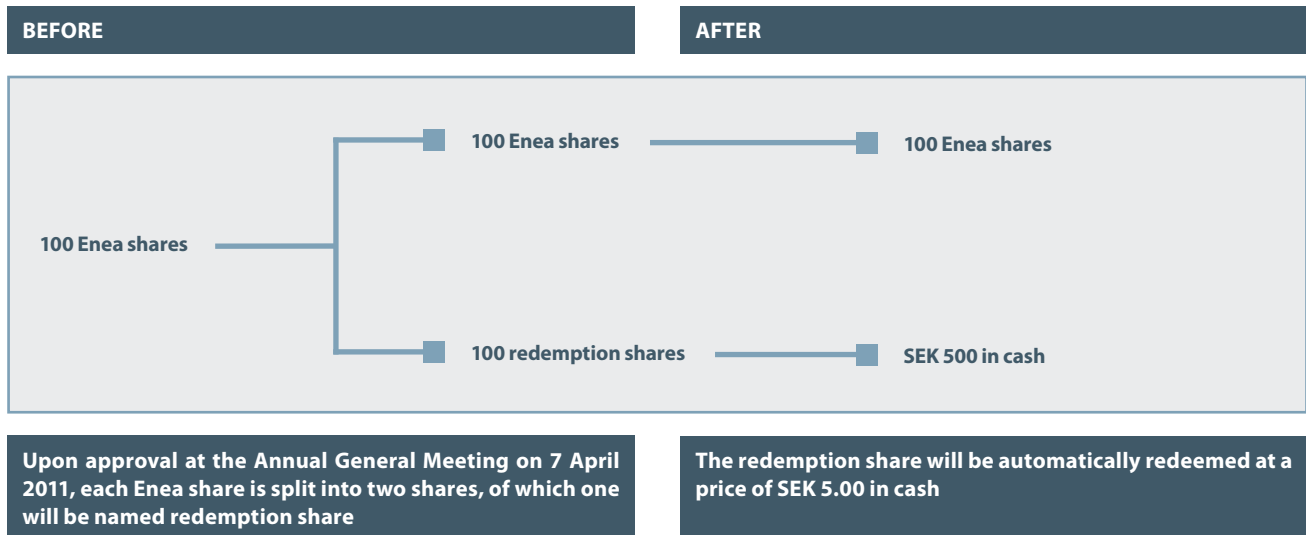 BEFORE
AFTER
100 Enea shares
100 Enea shares
100 Enea shares
100 redemption shares
SEK 500 in cash
Upon approval at the Annual General Meeting on 7 April
2011, each Enea share is split into two shares, of which one
will be named redemption share
The redemption share will be automatically redeemed at a
price of SEK 5.00 in cash